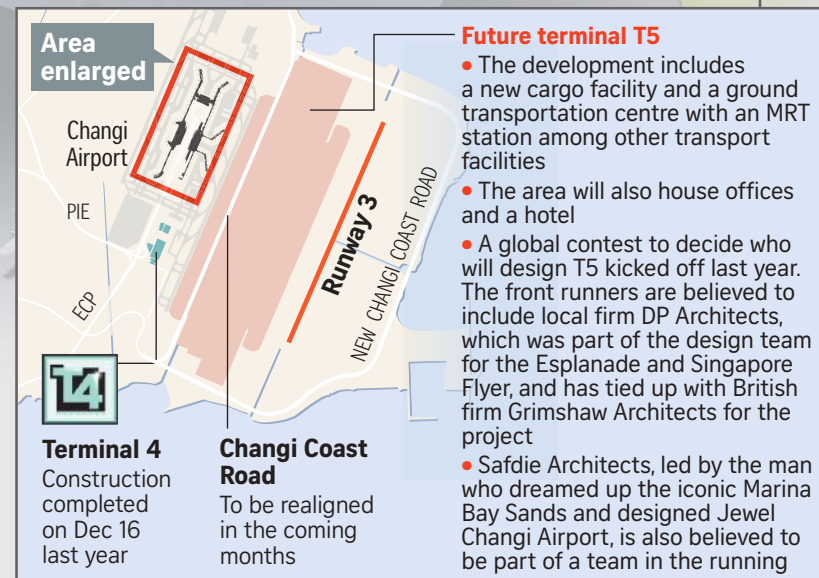 Area
enlarged
Changi
Airport
PIE
ECP
Runway 3
NEW CHANGI COAST ROAD
T4
Terminal 4
Construction
completed
on Dec 16
last year
Changi Coast
Road
To be realigned
in the coming
months
Future terminal T5
• The development includes
a new cargo facility and a ground
transportation centre with an MRT
station among other transport
facilities
• The area will also house offices
and a hotel
• A global contest to decide who
will design T5 kicked off last year.
The front runners are believed to
include local firm DP Architects,
which was part of the design team
for the Esplanade and Singapore
Flyer, and has tied up with British
firm Grimshaw Architects for the
project
• Safdie Architects, led by the man
who dreamed up the iconic Marina
Bay Sands and designed Jewel
Changi Airport, is also believed to
be part of a team in the running